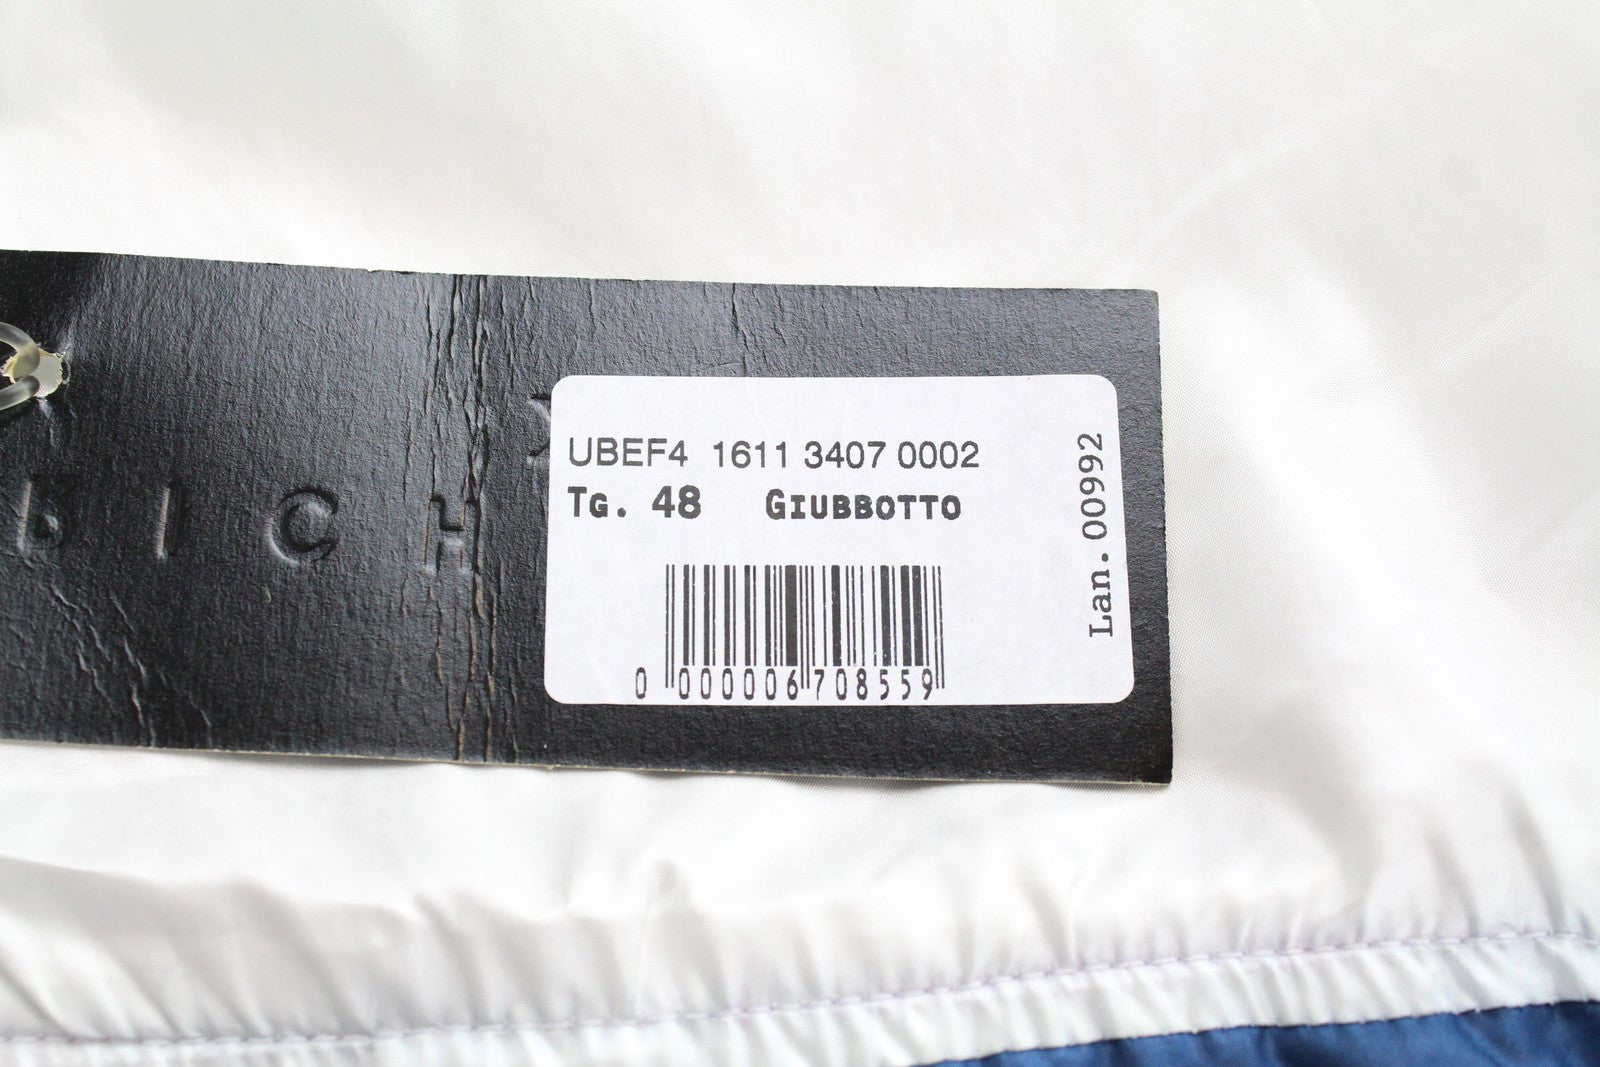 UBEF4 1611 3407 0002
Tg. 48 Giubbotto
0 000006 708559
Lan. 00992